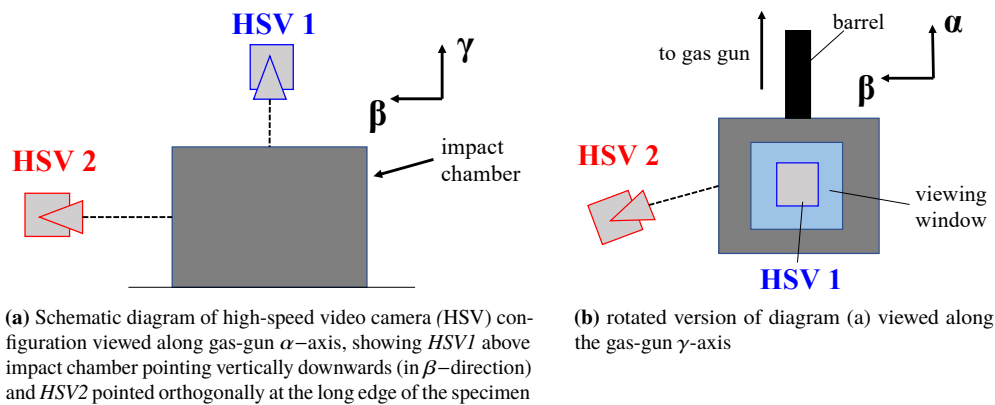 HSV 1
γ
β
HSV 2
impact
chamber
(a) Schematic diagram of high-speed video camera (HSV) con-
figuration viewed along gas-gun α−axis, showing HSV1 above
impact chamber pointing vertically downwards (in β−direction)
and HSV2 pointed orthogonally at the long edge of the specimen
barrel
to gas gun
α
β
HSV 2
viewing
window
HSV 1
(b) rotated version of diagram (a) viewed along
the gas-gun γ-axis